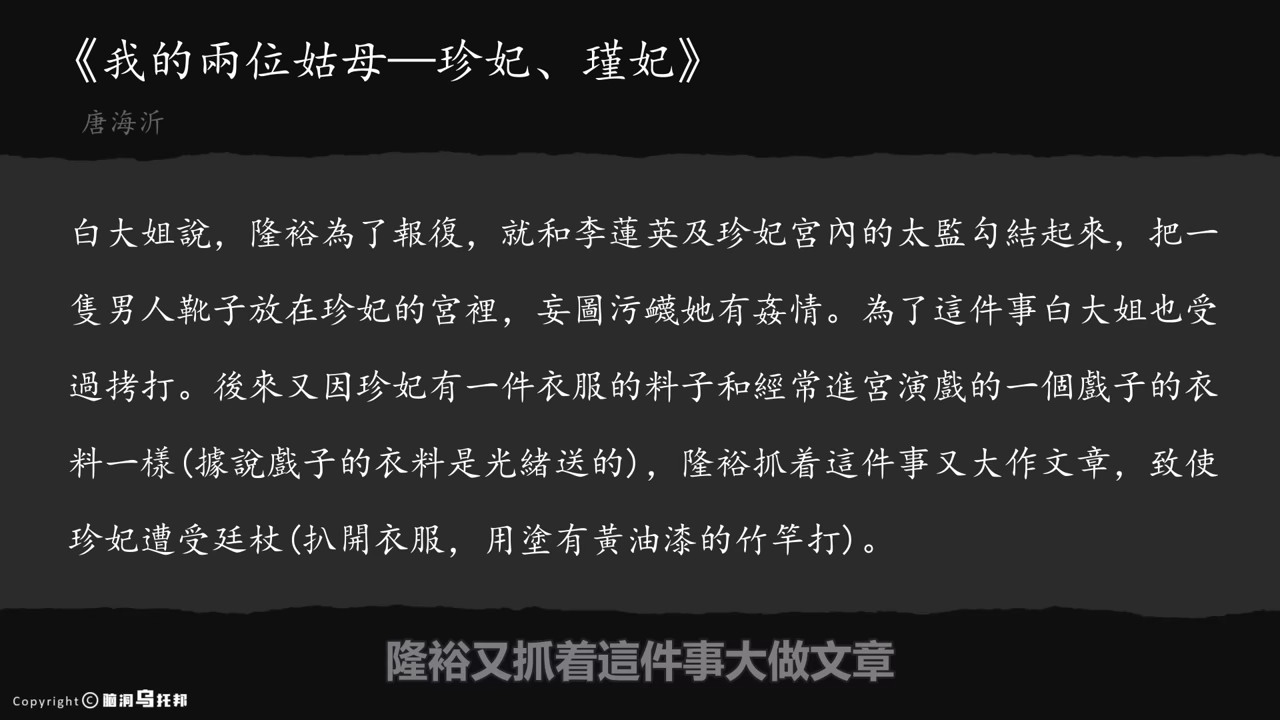 《我的兩位姑母—珍妃、瑾妃》
唐海沂
白大姐說，隆裕為了報復，就和李蓮英及珍妃宮內的太監勾結起來，把一
隻男人靴子放在珍妃的宮裡，妄圖污衊她有姦情。為了這件事白大姐也受
過拷打。後來又因珍妃有一件衣服的料子和經常進宮演戲的一個戲子的衣
料一樣(據說戲子的衣料是光緒送的)，隆裕抓着這件事又大作文章，致使
珍妃遭受廷杖(扒開衣服，用塗有黃油漆的竹竿打)。
隆裕又抓着這件事大做文章
Copyright © 腦洞烏托邦